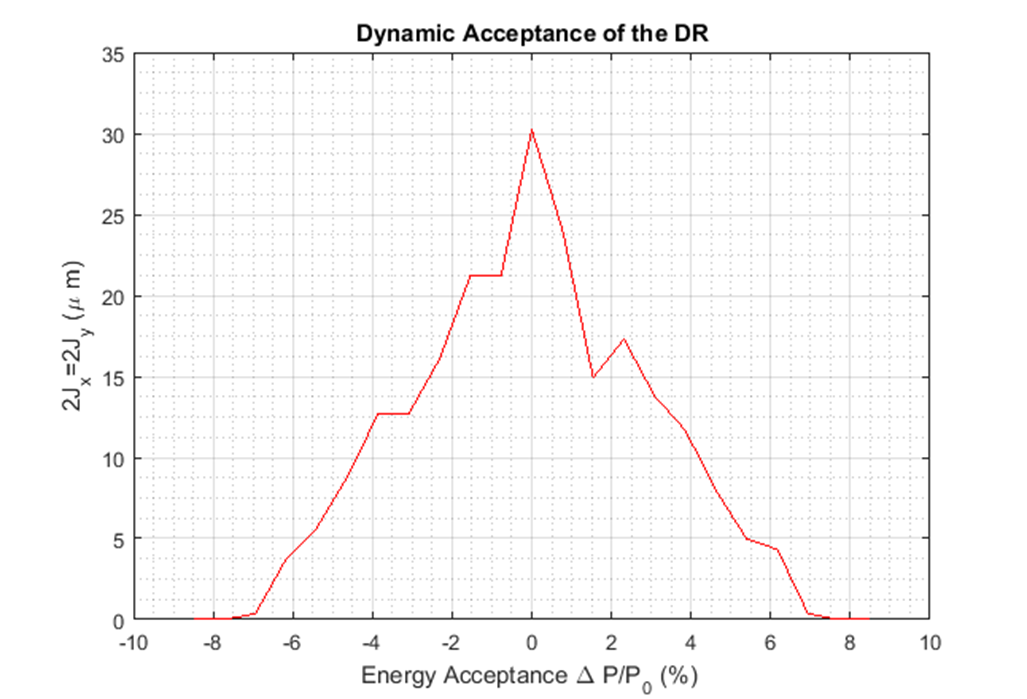 Dynamic Acceptance of the DR
35
30
25
20
15
10
5
0
2Jx=2Jy (μ m)
-10 -8 -6 -4 -2 0 2 4 6 8 10
Energy Acceptance Δ P/P0 (%)